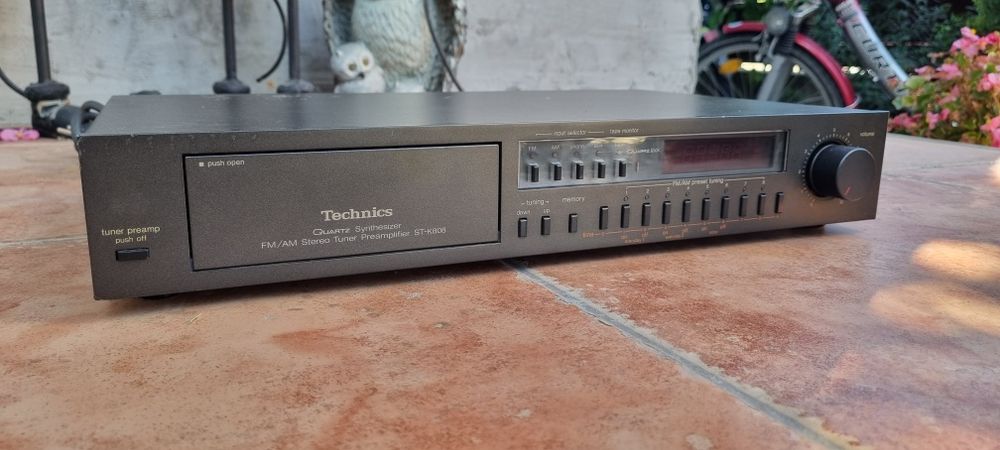 push open
Technics
Quartz Synthesizer
FM/AM Stereo Tuner Preamplifier ST-K808
tuner preamp
push off
input selector
tape monitor
FM
AM
Quartz lock
volume
FM/AM preset tuning
1 2 3 4 5 6 7 8
tuning
memory
down
up